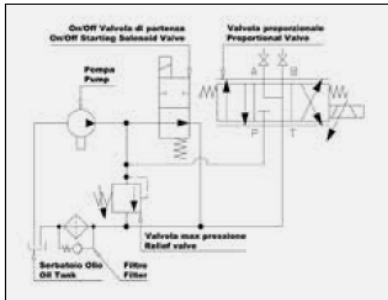 On/Off Valvola di partenza
On/Off Starting Solenoid Valve
Valvola proporzionale
Proportional Valve
Pompa
Pump
A
B
P
T
Valvola max pressione
Relief valve
Serbatoio Olio
Oil Tank
Filtro
Filter